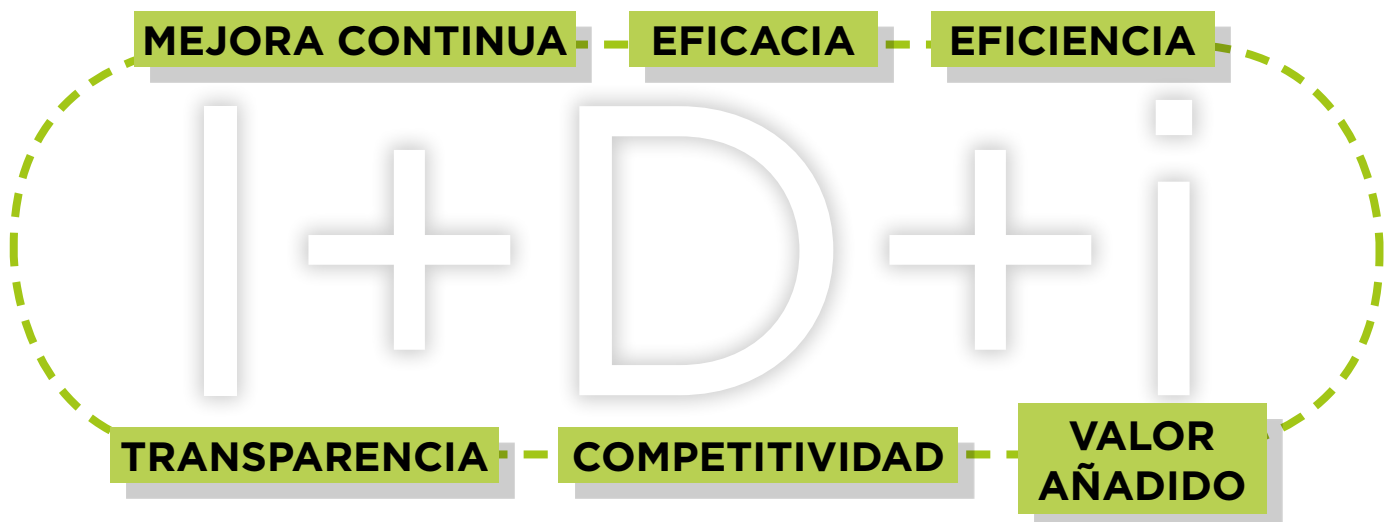 MEJORA CONTINUA
EFICACIA
EFICIENCIA
I+D+i
TRANSPARENCIA
COMPETITIVIDAD
VALOR
AÑADIDO